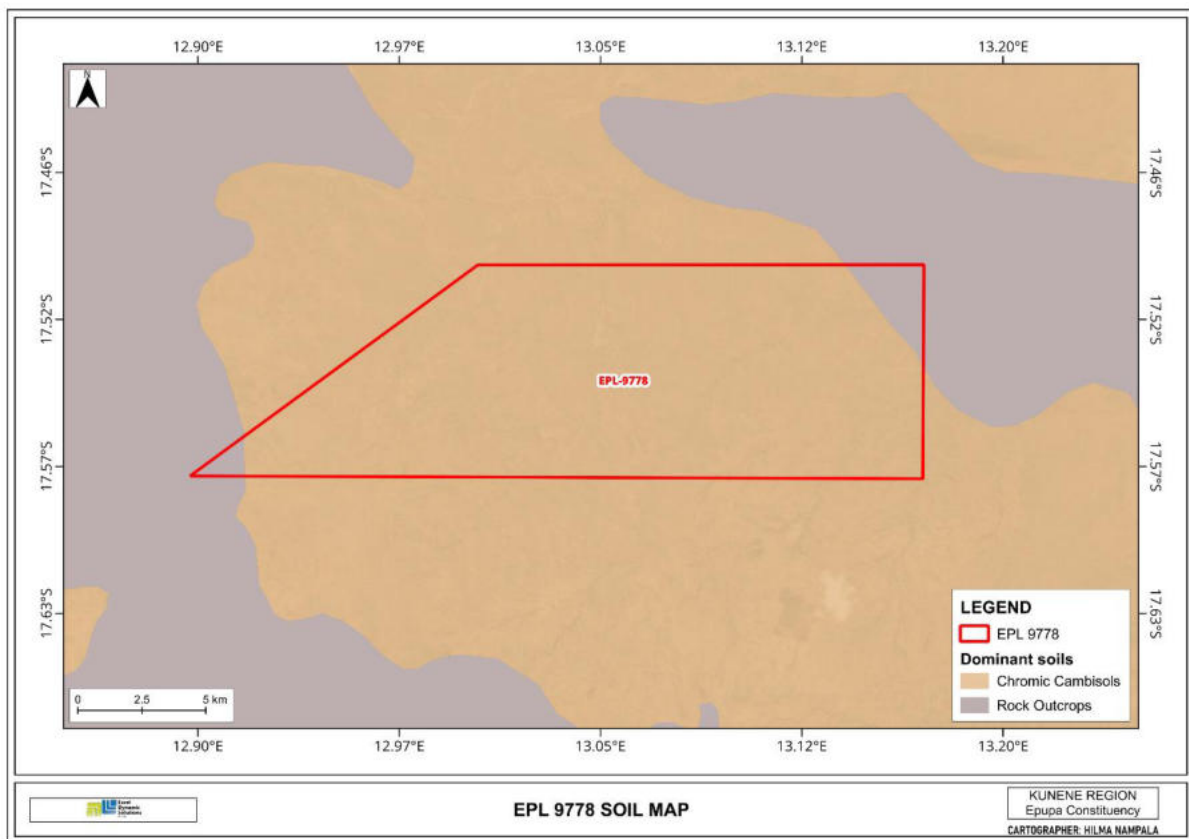 12.90°E 12.97°E 13.05°E 13.12°E 13.20°E
N
17.46°S 17.46°S
17.52°S 17.52°S
EPL-9778
17.57°S 17.57°S
17.63°S 17.63°S
LEGEND
EPL 9778
Dominant soils
Chromic Cambisols
Rock Outcrops
0 2.5 5 km
12.90°E 12.97°E 13.05°E 13.12°E 13.20°E
Excel
Dynamic
Solutions
EPL 9778 SOIL MAP
KUNENE REGION
Epupa Constituency
CARTOGRAPHER: HILMA NAMPALA